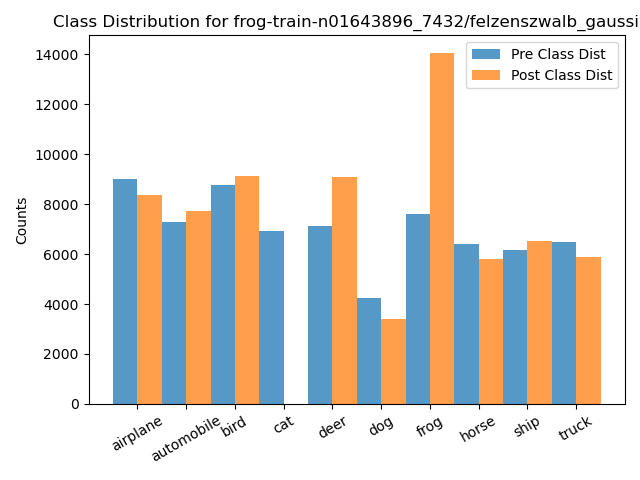 Class Distribution for frog-train-n01643896_7432/felzenszwalb_gaussi
Pre Class Dist
Post Class Dist
14000
12000
10000
8000
6000
4000
2000
0
Counts
airplane
automobile
bird
cat
deer
dog
frog
horse
ship
truck